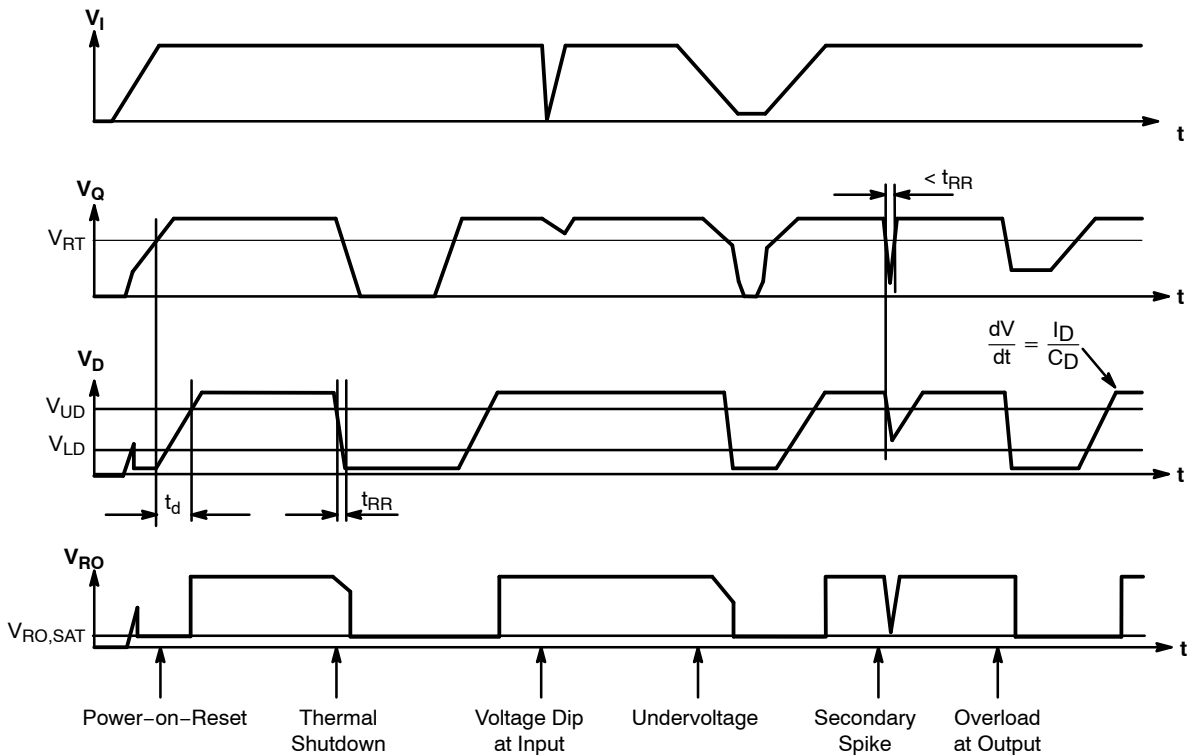 V_I
t
V_Q
< t_RR
V_RT
t
dV/dt = I_D/C_D
V_D
V_UD
V_LD
t
t_d
t_RR
V_RO
V_RO,SAT
t
Power−on−Reset
Thermal
Shutdown
Voltage Dip
at Input
Undervoltage
Secondary
Spike
Overload
at Output